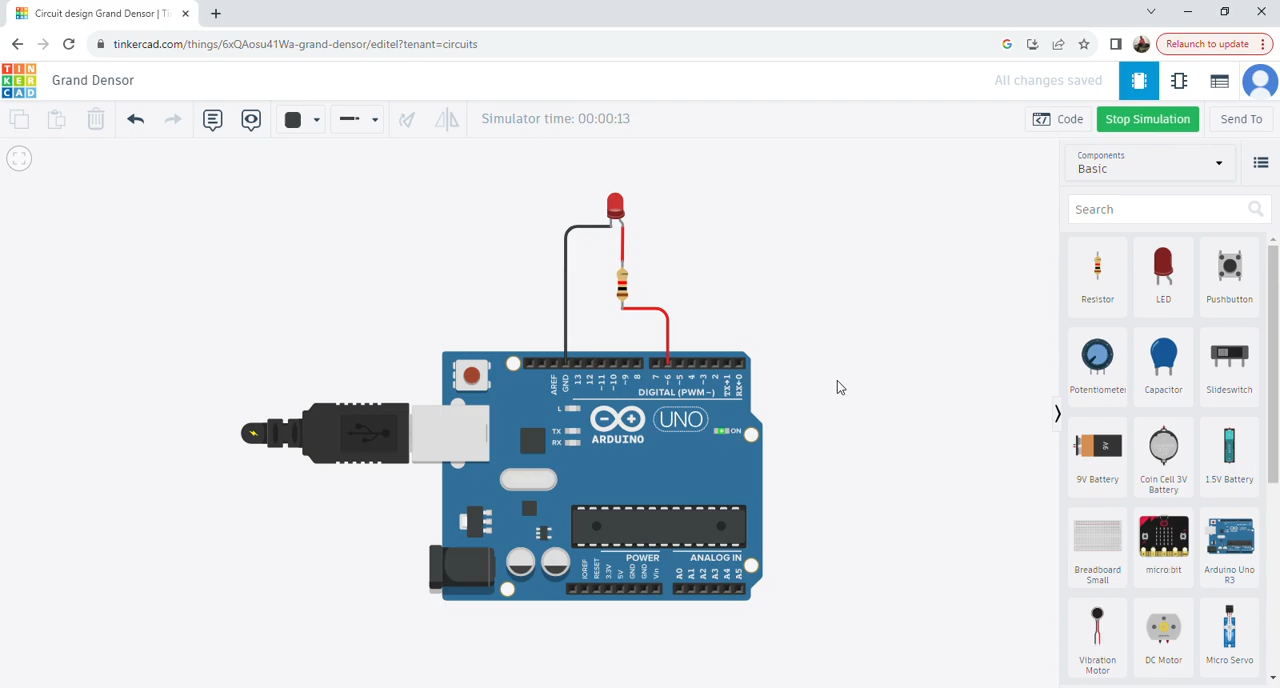 Circuit design Grand Densor | Ti
tinkercad.com/things/6xQAosu41Wa-grand-densor/editel?tenant=circuits
Relaunch to update
TIN
KER
CAD
Grand Densor
All changes saved
Simulator time: 00:00:13
Code
Stop Simulation
Send To
Components
Basic
Search
Resistor
LED
Pushbutton
Potentiometer
Capacitor
Slideswitch
9V
9V Battery
Coin Cell 3V
Battery
1.5V Battery
Breadboard
Small
micro:bit
Arduino Uno
R3
Vibration
Motor
DC Motor
Micro Servo
AREF
GND
13
12
~11
~10
~9
8
7
~6
~5
4
~3
2
TX→1
RX←0
DIGITAL (PWM~)
L
TX
RX
ARDUINO
UNO
ON
POWER
ANALOG IN
IOREF
RESET
3.3V
5V
GND
GND
Vin
A0
A1
A2
A3
A4
A5